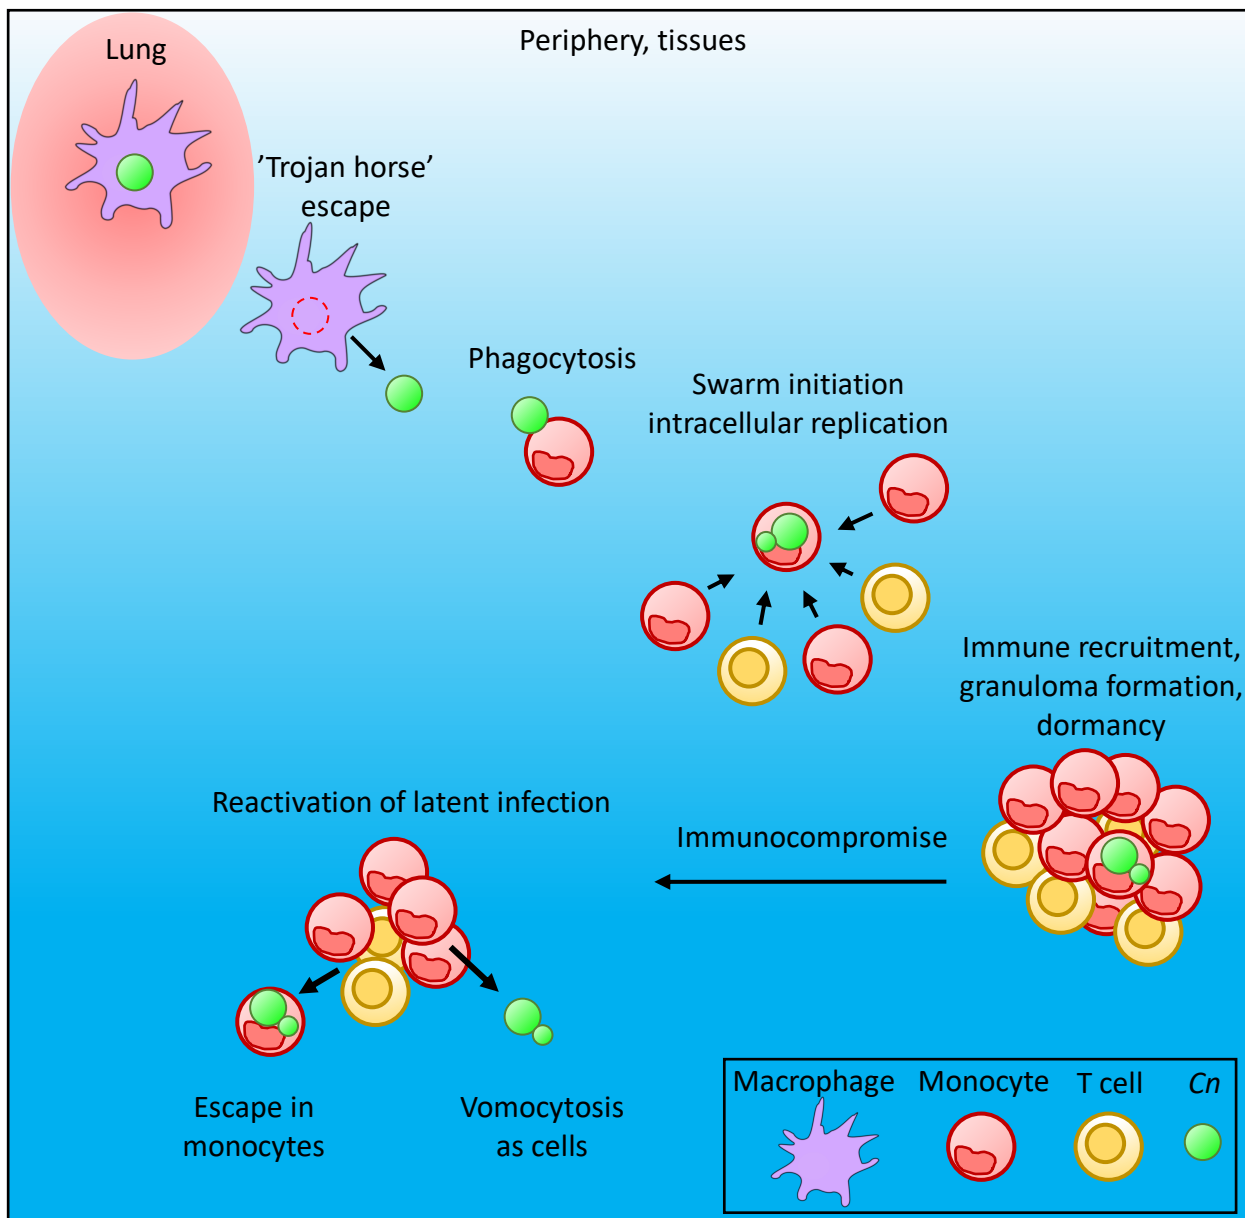 Lung
Periphery, tissues
’Trojan horse’
escape
Phagocytosis
Swarm initiation
intracellular replication
Immune recruitment,
granuloma formation,
dormancy
Reactivation of latent infection
Immunocompromise
Escape in
monocytes
Vomocytosis
as cells
Macrophage
Monocyte
T cell
Cn